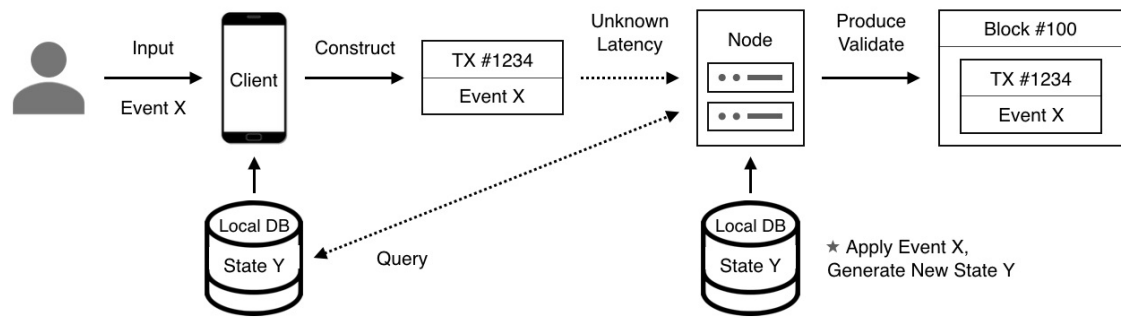 Input
Event X
Client
Construct
TX #1234
Event X
Unknown
Latency
Node
Produce
Validate
Block #100
TX #1234
Event X
Local DB
State Y
Query
Local DB
State Y
★ Apply Event X,
Generate New State Y